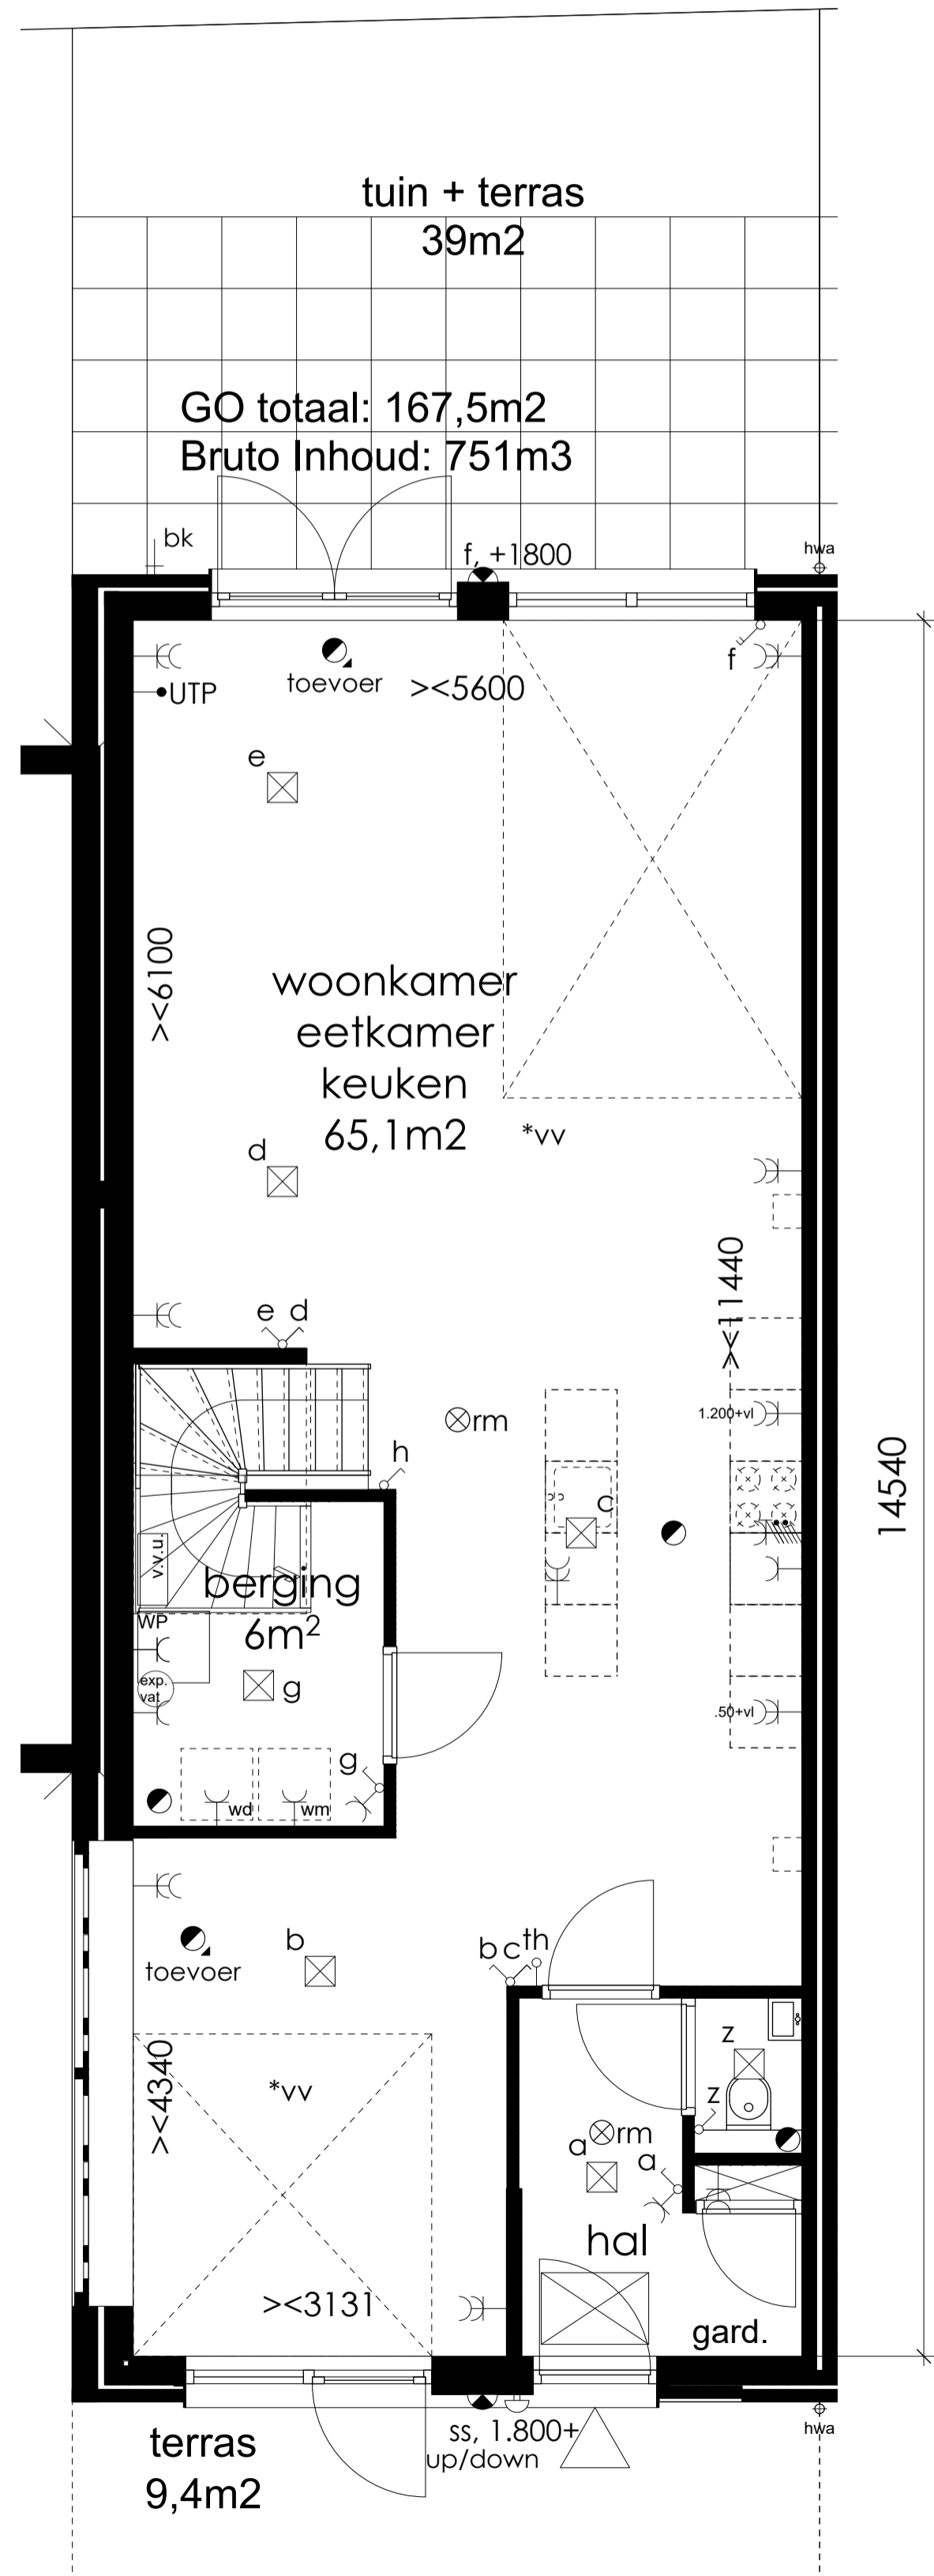 tuin + terras
39m2
GO totaal: 167,5m2
Bruto Inhoud: 751m3
bk
f, +1800
hwa
toevoer
><5600
f
UTP
e
><6100
woonkamer
eetkamer
keuken
65,1m2
*vv
d
><11440
e d
rm
1.200+vl
h
14540
c
v.v.u.
berging
6m²
WP
exp.
vat
g
.50+vl
g
wd
wm
b
toevoer
b c th
z
z
><4340
*vv
rm
a
a
hal
><3131
gard.
terras
9,4m2
ss, 1.800+
up/down
hwa